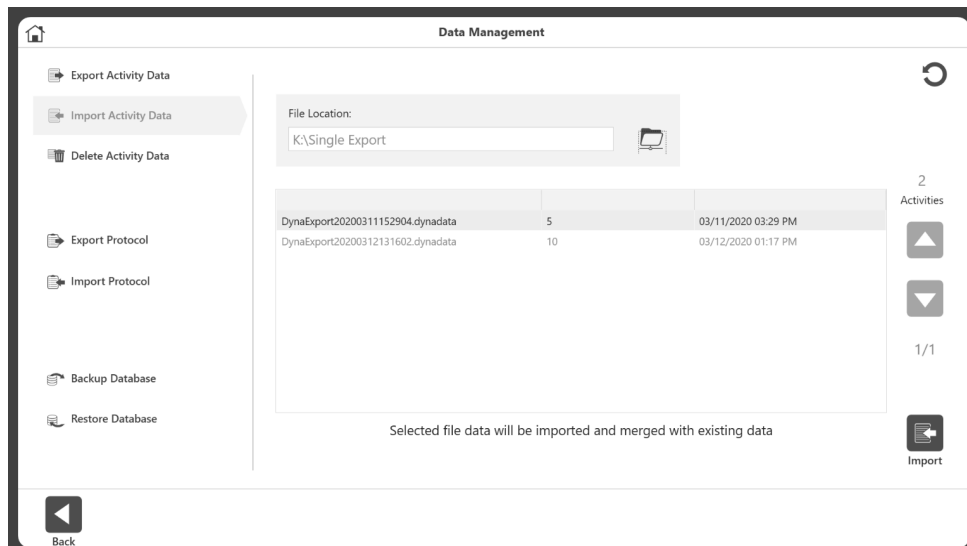 Data Management
Export Activity Data
Import Activity Data
Delete Activity Data
Export Protocol
Import Protocol
Backup Database
Restore Database
File Location:
K:\Single Export
2
Activities
DynaExport20200311152904.dynadata 5 03/11/2020 03:29 PM
DynaExport20200312131602.dynadata 10 03/12/2020 01:17 PM
1/1
Selected file data will be imported and merged with existing data
Import
Back